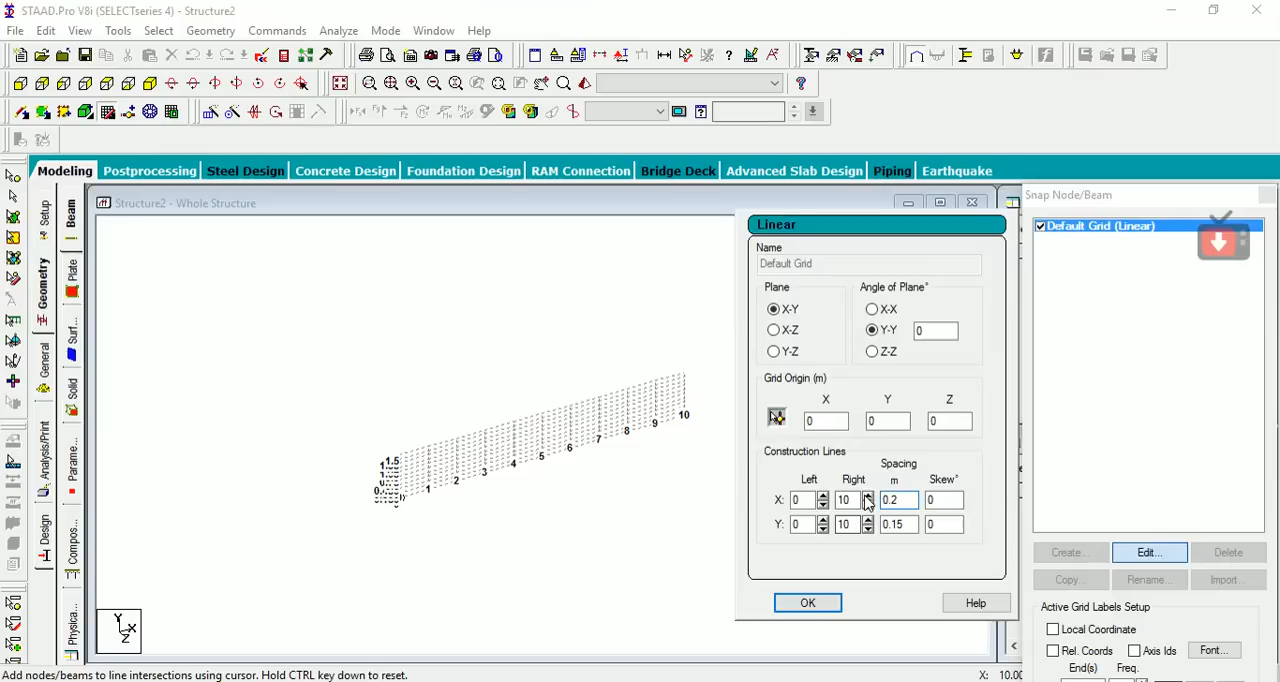 STAAD.Pro V8i (SELECTseries 4) - Structure2
File Edit View Tools Select Geometry Commands Analyze Mode Window Help
Modeling Postprocessing Steel Design Concrete Design Foundation Design RAM Connection Bridge Deck Advanced Slab Design Piping Earthquake
Setup
Geometry
General
Analysis/Print
Design
Beam
Plate
Surf...
Solid
Parame...
Compos...
Physica...
Structure2 - Whole Structure
1.5
1
2
3
4
5
6
7
8
9
10
Y
X
Z
Linear
Name
Default Grid
Plane
X-Y
X-Z
Y-Z
Angle of Plane°
X-X
Y-Y
Z-Z
0
Grid Origin (m)
X Y Z
0 0 0
Construction Lines
Left Right Spacing m Skew°
X: 0 10 0.2 0
Y: 0 10 0.15 0
OK Help
Snap Node/Beam
Default Grid (Linear)
Create... Edit... Delete
Copy... Rename... Import...
Active Grid Labels Setup
Local Coordinate
Rel. Coords Axis Ids Font...
End(s) Freq.
Add nodes/beams to line intersections using cursor. Hold CTRL key down to reset.
X: 10.00